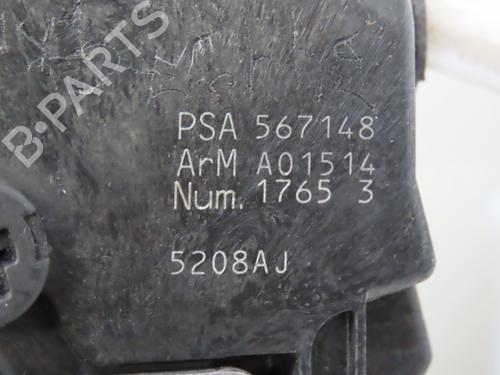 B-PARTS
PSA 567148
ArM A01514
Num. 1765 3
5208AJ